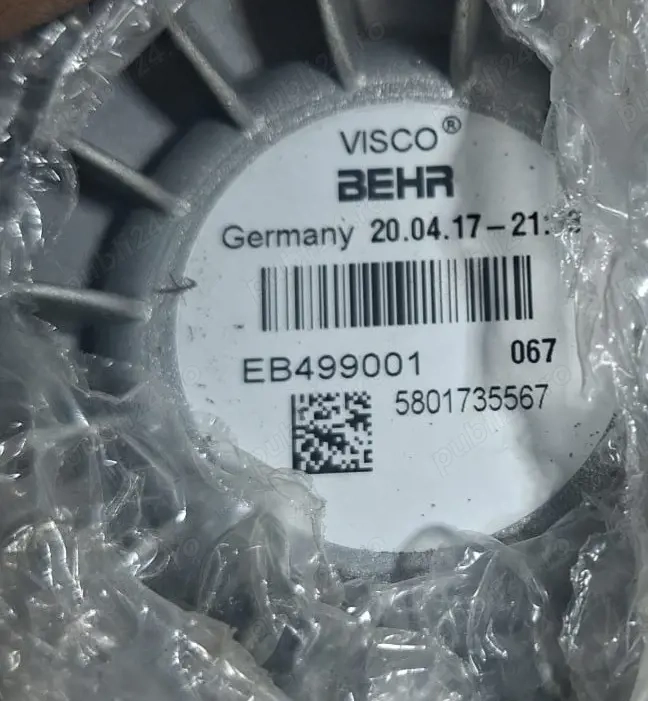 VISCO®
BEHR
Germany 20.04.17-21:
EB499001
067
5801735567